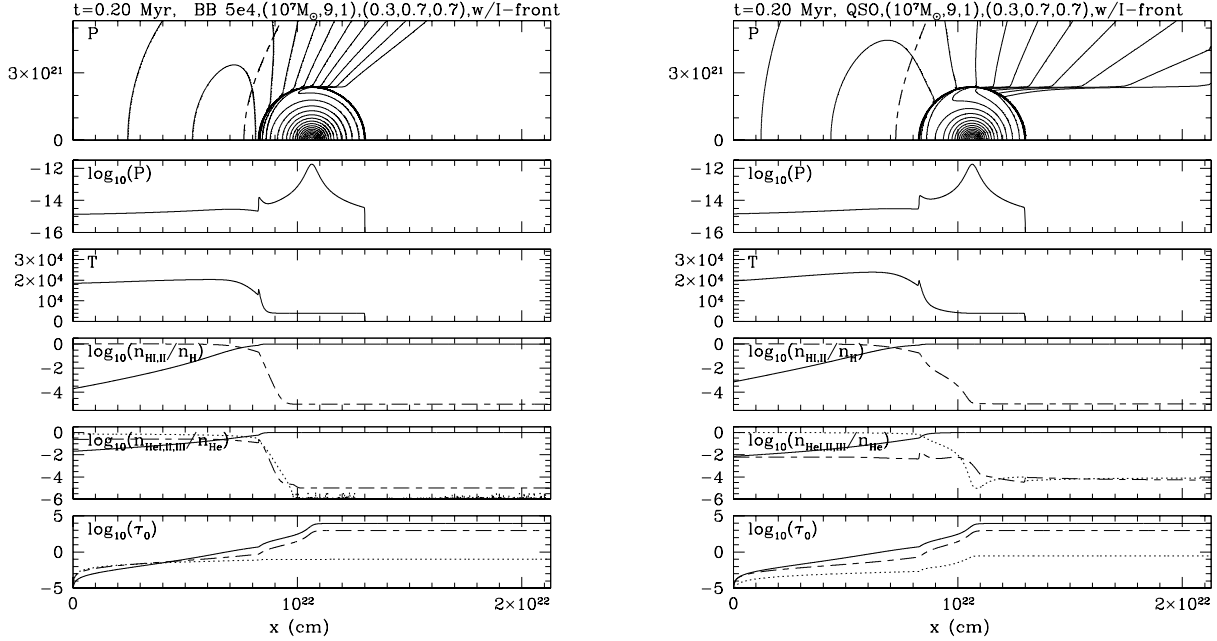 t=0.20 Myr, BB 5e4,(10⁷M☉,9,1),(0.3,0.7,0.7),w/I-front
P
3×10²¹
0
log₁₀(P)
-12
-14
-16
T
3×10⁴
2×10⁴
10⁴
0
log₁₀(n_HI,II/n_H)
0
-2
-4
log₁₀(n_HeI,II,III/n_He)
0
-2
-4
-6
log₁₀(τ₀)
5
0
-5
0 10²² 2×10²²
x (cm)
t=0.20 Myr, QSO,(10⁷M☉,9,1),(0.3,0.7,0.7),w/I-front
P
3×10²¹
0
log₁₀(P)
-12
-14
-16
T
3×10⁴
2×10⁴
10⁴
0
log₁₀(n_HI,II/n_H)
0
-2
-4
log₁₀(n_HeI,II,III/n_He)
0
-2
-4
-6
log₁₀(τ₀)
5
0
-5
0 10²² 2×10²²
x (cm)